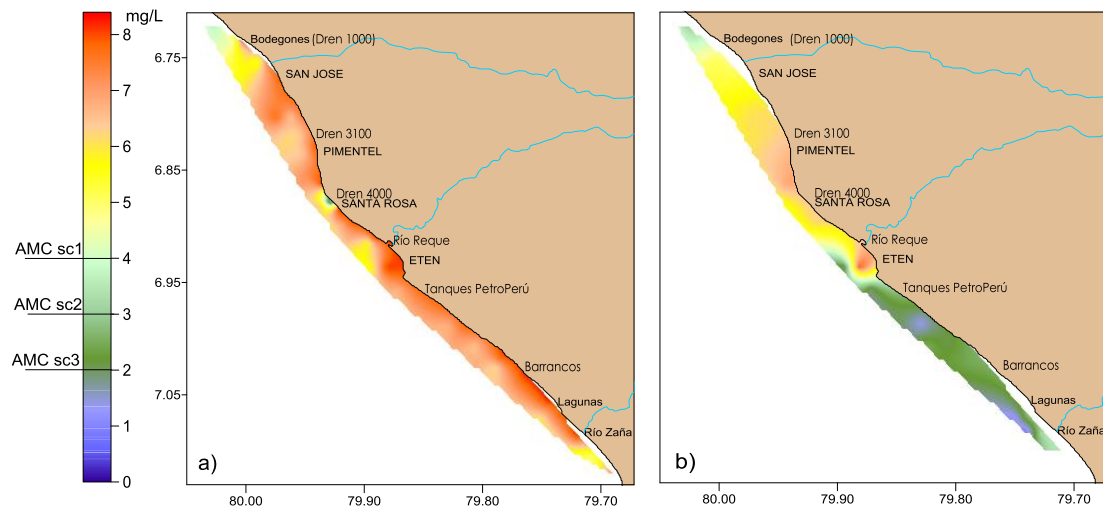 mg/L
8
7
6
5
4
3
2
1
0
AMC sc1
AMC sc2
AMC sc3
6.75
6.85
6.95
7.05
Bodegones (Dren 1000)
SAN JOSE
Dren 3100
PIMENTEL
Dren 4000
SANTA ROSA
Río Reque
ETEN
Tanques PetroPerú
Barrancos
Lagunas
Río Zaña
a)
80.00
79.90
79.80
79.70
Bodegones (Dren 1000)
SAN JOSE
Dren 3100
PIMENTEL
Dren 4000
SANTA ROSA
Río Reque
ETEN
Tanques PetroPerú
Barrancos
Lagunas
Río Zaña
b)
80.00
79.90
79.80
79.70